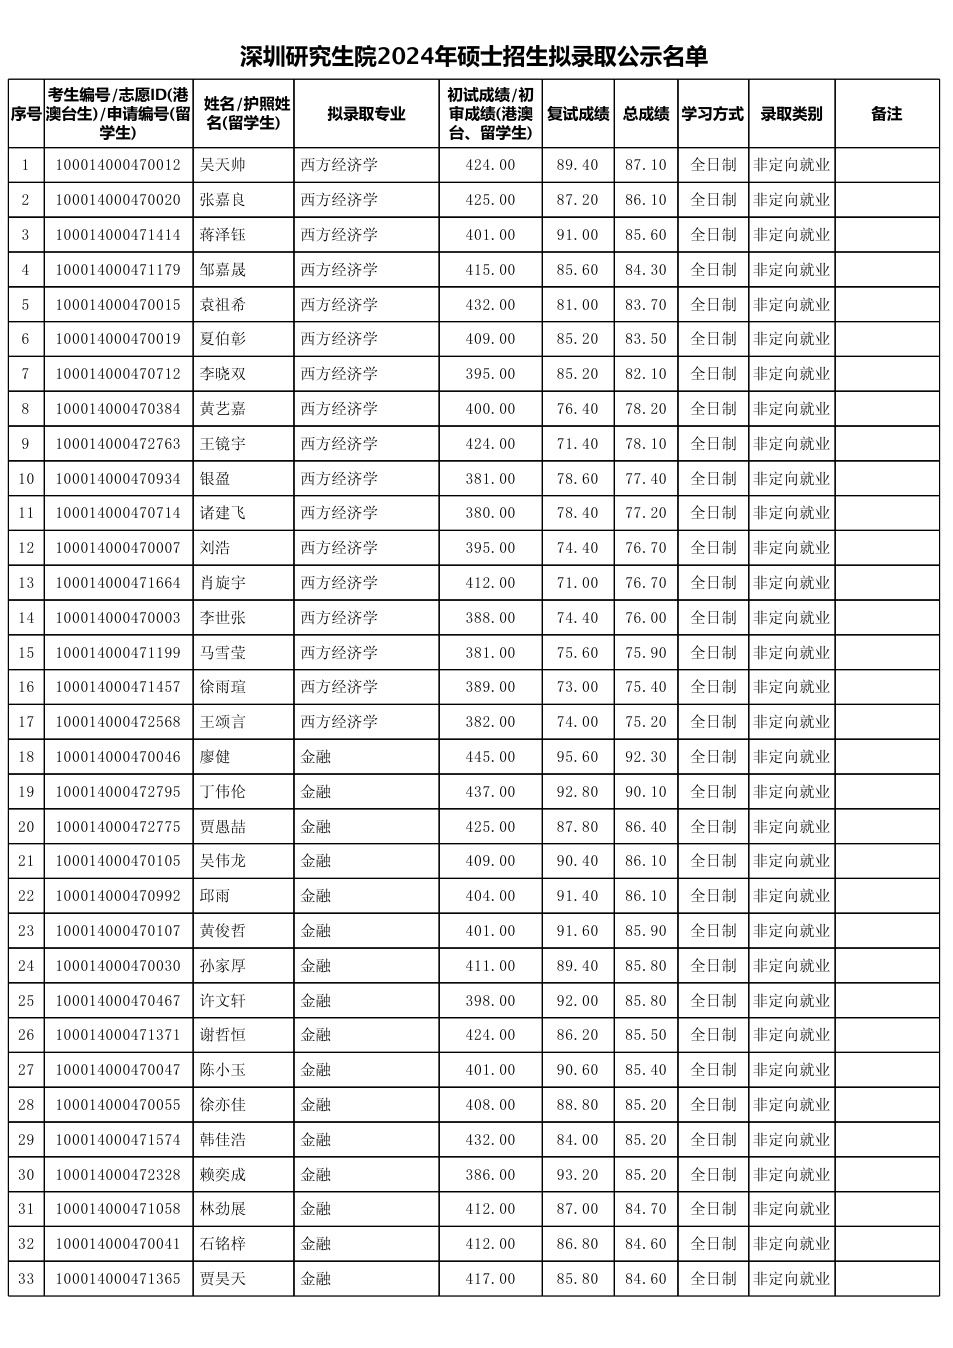 深圳研究生院2024年硕士招生拟录取公示名单
序号 考生编号/志愿ID(港澳台生)/申请编号(留学生) 姓名/护照姓名(留学生) 拟录取专业 初试成绩/初审成绩(港澳台、留学生) 复试成绩 总成绩 学习方式 录取类别 备注
1 100014000470012 吴天帅 西方经济学 424.00 89.40 87.10 全日制 非定向就业
2 100014000470020 张嘉良 西方经济学 425.00 87.20 86.10 全日制 非定向就业
3 100014000471414 蒋泽钰 西方经济学 401.00 91.00 85.60 全日制 非定向就业
4 100014000471179 邹嘉晟 西方经济学 415.00 85.60 84.30 全日制 非定向就业
5 100014000470015 袁祖希 西方经济学 432.00 81.00 83.70 全日制 非定向就业
6 100014000470019 夏伯彰 西方经济学 409.00 85.20 83.50 全日制 非定向就业
7 100014000470712 李晓双 西方经济学 395.00 85.20 82.10 全日制 非定向就业
8 100014000470384 黄艺嘉 西方经济学 400.00 76.40 78.20 全日制 非定向就业
9 100014000472763 王镜宇 西方经济学 424.00 71.40 78.10 全日制 非定向就业
10 100014000470934 银盈 西方经济学 381.00 78.60 77.40 全日制 非定向就业
11 100014000470714 诸建飞 西方经济学 380.00 78.40 77.20 全日制 非定向就业
12 100014000470007 刘浩 西方经济学 395.00 74.40 76.70 全日制 非定向就业
13 100014000471664 肖旋宇 西方经济学 412.00 71.00 76.70 全日制 非定向就业
14 100014000470003 李世张 西方经济学 388.00 74.40 76.00 全日制 非定向就业
15 100014000471199 马雪莹 西方经济学 381.00 75.60 75.90 全日制 非定向就业
16 100014000471457 徐雨瑄 西方经济学 389.00 73.00 75.40 全日制 非定向就业
17 100014000472568 王颂言 西方经济学 382.00 74.00 75.20 全日制 非定向就业
18 100014000470046 廖健 金融 445.00 95.60 92.30 全日制 非定向就业
19 100014000472795 丁伟伦 金融 437.00 92.80 90.10 全日制 非定向就业
20 100014000472775 贾愚喆 金融 425.00 87.80 86.40 全日制 非定向就业
21 100014000470105 吴伟龙 金融 409.00 90.40 86.10 全日制 非定向就业
22 100014000470992 邱雨 金融 404.00 91.40 86.10 全日制 非定向就业
23 100014000470107 黄俊哲 金融 401.00 91.60 85.90 全日制 非定向就业
24 100014000470030 孙家厚 金融 411.00 89.40 85.80 全日制 非定向就业
25 100014000470467 许文轩 金融 398.00 92.00 85.80 全日制 非定向就业
26 100014000471371 谢哲恒 金融 424.00 86.20 85.50 全日制 非定向就业
27 100014000470047 陈小玉 金融 401.00 90.60 85.40 全日制 非定向就业
28 100014000470055 徐亦佳 金融 408.00 88.80 85.20 全日制 非定向就业
29 100014000471574 韩佳浩 金融 432.00 84.00 85.20 全日制 非定向就业
30 100014000472328 赖奕成 金融 386.00 93.20 85.20 全日制 非定向就业
31 100014000471058 林劲展 金融 412.00 87.00 84.70 全日制 非定向就业
32 100014000470041 石铭梓 金融 412.00 86.80 84.60 全日制 非定向就业
33 100014000471365 贾昊天 金融 417.00 85.80 84.60 全日制 非定向就业